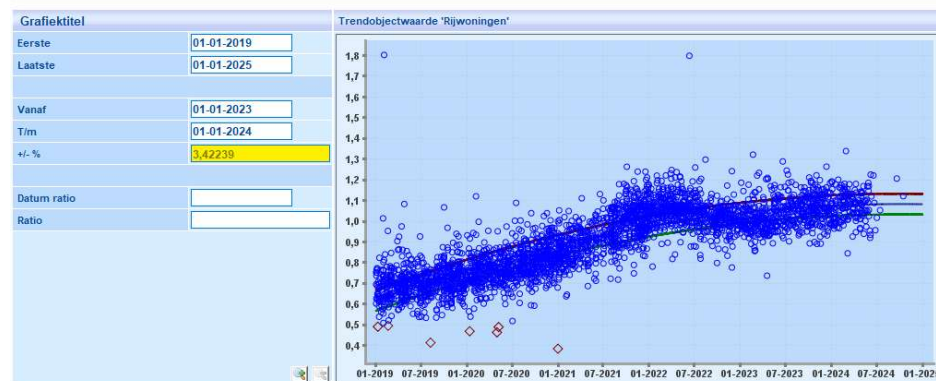 Grafiektitel
Eerste 01-01-2019
Laatste 01-01-2025
Vanaf 01-01-2023
T/m 01-01-2024
+/- % 3,42239
Datum ratio
Ratio
Trendobjectwaarde 'Rijwoningen'
1,8
1,7
1,6
1,5
1,4
1,3
1,2
1,1
1,0
0,9
0,8
0,7
0,6
0,5
0,4
01-2019 07-2019 01-2020 07-2020 01-2021 07-2021 01-2022 07-2022 01-2023 07-2023 01-2024 07-2024 01-202